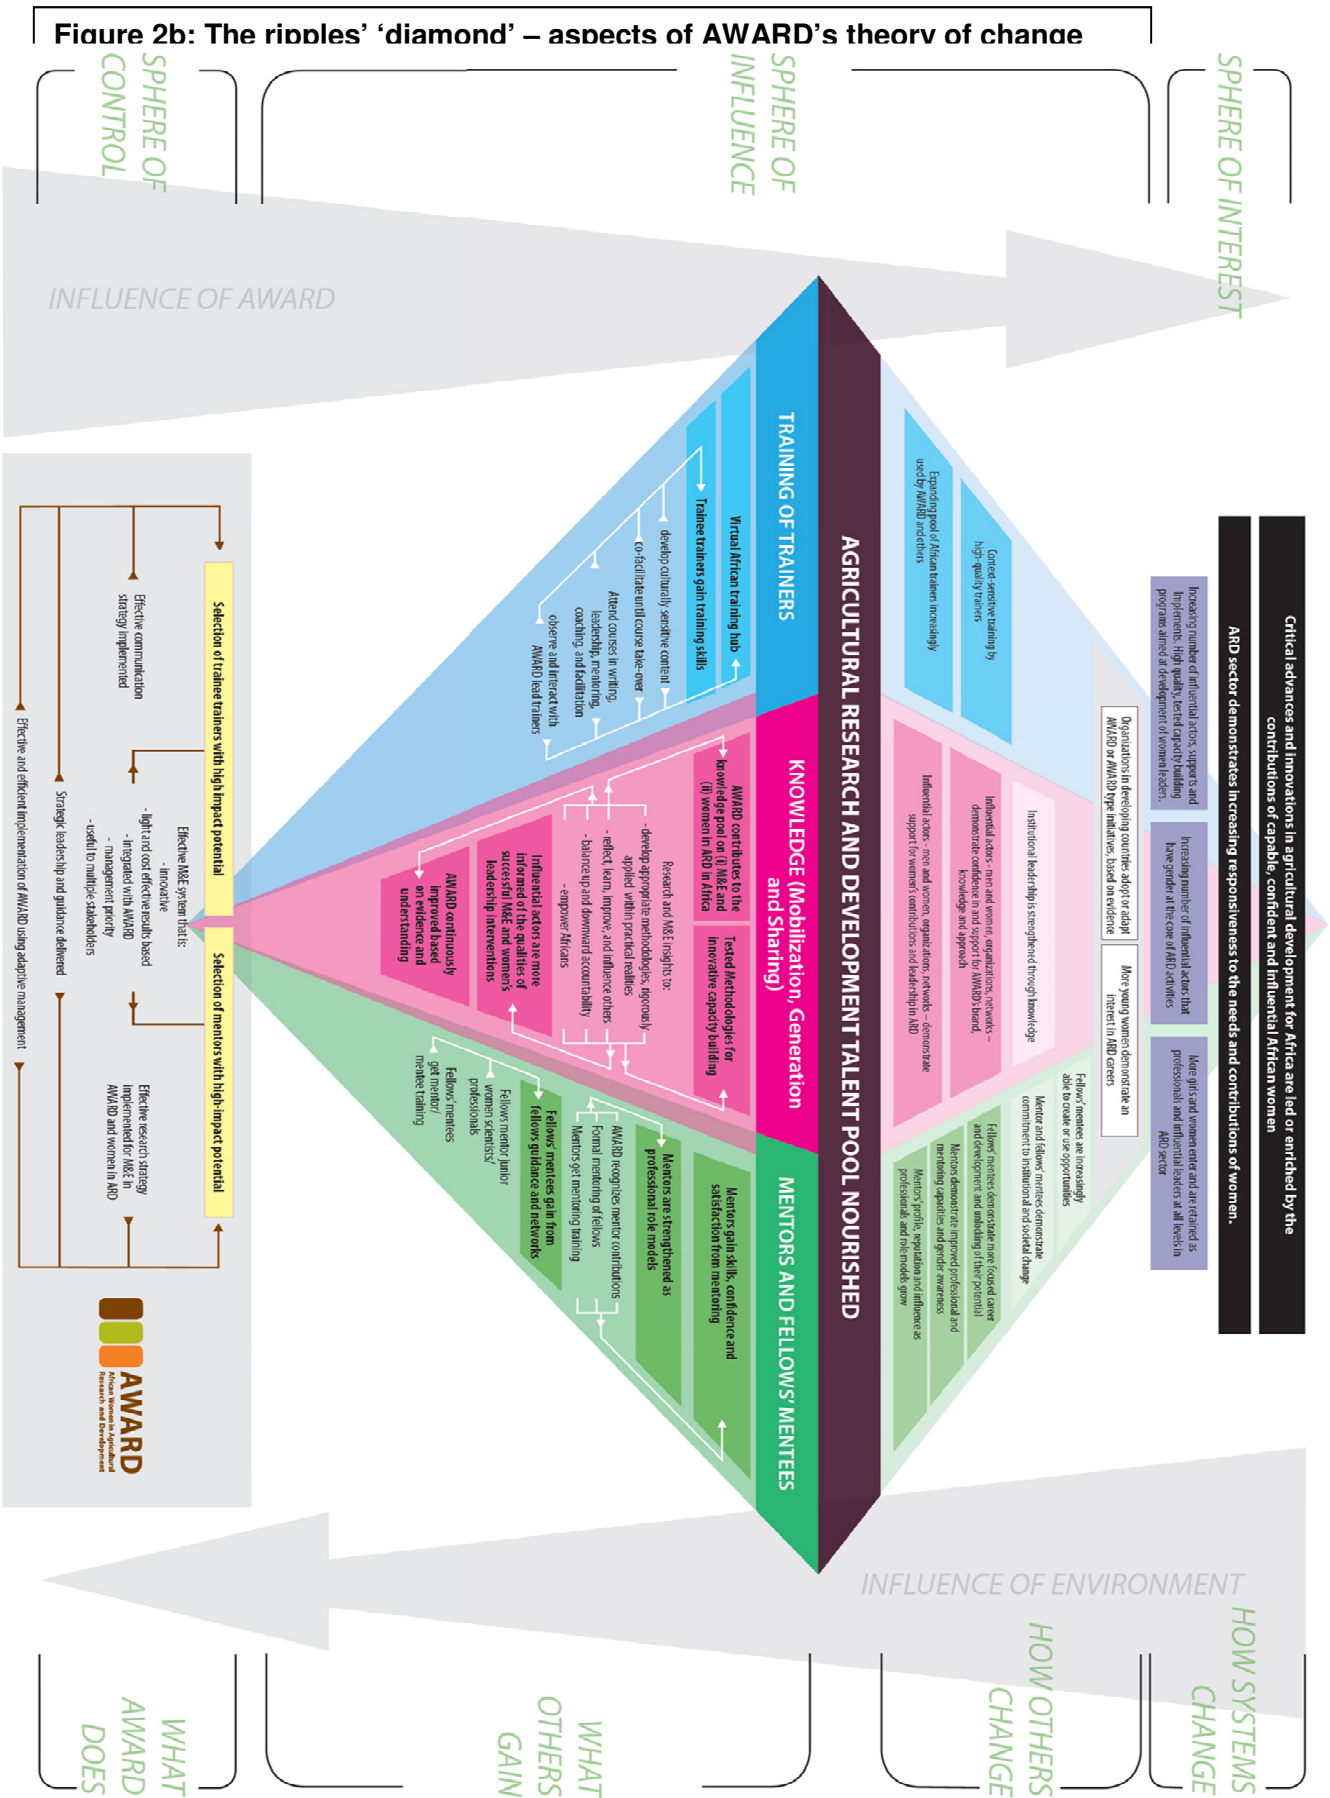 Figure 2b: The ripples’ ‘diamond’ – aspects of AWARD’s theory of change
SPHERE OF INTEREST
SPHERE OF
INFLUENCE
SPHERE OF
CONTROL
INFLUENCE OF AWARD
Critical advances and innovations in agricultural development for Africa are led or enriched by the
contributions of capable, confident and influential African women
ARD sector demonstrates increasing responsiveness to the needs and contributions of women.
Increasing number of influential actors, supports and
Implements. High quality, tested capacity building
programs aimed at development of women leaders.
Increasing number of influential actors that
have gender at the core of ARD activities
More girls and women enter and are retained as
professionals and influential leaders at all levels in
ARD sector
Organizations in developing countries adopt or adapt
AWARD or AWARD type initiatives, based on evidence
More young women demonstrate an
interest in ARD careers
Context-sensitive training by
high-quality trainers
Expanding pool of African trainers increasingly
used by AWARD and others
Institutional leadership is strengthened through knowledge
Influential actors - men and women, organizations, networks –
demonstrate confidence in and support for AWARD's brand,
knowledge and approach
Influential actors - men and women, organizations, networks – demonstrate
support for women's contributions and leadership in ARD
Fellows' mentees are increasingly
able to create or use opportunities
Mentor and fellows' mentees demonstrate
commitment to institutional and societal change
Fellows' mentees demonstrate more focused career
and development and unlocking of their potential
Mentors demonstrate improved professional and
mentoring capacities and gender awareness
Mentors' profile, reputation and influence as
professionals and role models grow
AGRICULTURAL RESEARCH AND DEVELOPMENT TALENT POOL NOURISHED
TRAINING OF TRAINERS
KNOWLEDGE (Mobilization, Generation
and Sharing)
MENTORS AND FELLOWS' MENTEES
Virtual African training hub
Trainee trainers gain training skills
develop culturally sensitive content
co-facilitate until course take-over
Attend courses in writing,
leadership, mentoring,
coaching, and facilitation
observe and interact with
AWARD lead trainers
AWARD contributes to the
knowledge pool on (i) M&E and
(ii) women in ARD in Africa
Tested Methodologies for
innovative capacity building
Research and M&E insights to:
- develop appropriate methodologies, rigorously
applied within practical realities
- reflect, learn, improve, and influence others
- balance up and downward accountability
- empower Africans
Influential actors are more
informed of the qualities of
successful M&E and women's
leadership interventions
AWARD continuously
improved based
on evidence and
understanding
Mentors gain skills, confidence and
satisfaction from mentoring
Mentors are strengthened as
professional role models
AWARD recognizes mentor contributions
Formal mentoring of fellows
Mentors get mentoring training
Fellows' mentees gain from
fellows guidance and networks
Fellows mentor junior
women scientists/
professionals
Fellows' mentees
get mentor/
mentee training
Selection of trainee trainers with high impact potential
Selection of mentors with high-impact potential
Effective communication
strategy implemented
Effective M&E system that is:
- innovative
- light and cost effective results based
- integrated with AWARD
- management priority
- useful to multiple stakeholders
Effective research strategy
implemented for M&E in
AWARD and women in ARD
Strategic leadership and guidance delivered
Effective and efficient implementation of AWARD using adaptive management
AWARD
African Women in Agricultural
Research and Development
INFLUENCE OF ENVIRONMENT
HOW SYSTEMS
CHANGE
HOW OTHERS
CHANGE
WHAT
OTHERS
GAIN
WHAT
AWARD
DOES